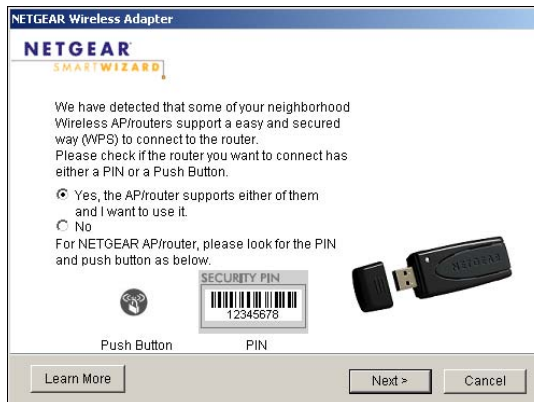 NETGEAR Wireless Adapter
NETGEAR
SMARTWIZARD
We have detected that some of your neighborhood
Wireless AP/routers support a easy and secured
way (WPS) to connect to the router.
Please check if the router you want to connect has
either a PIN or a Push Button.
Yes, the AP/router supports either of them
and I want to use it.
No
For NETGEAR AP/router, please look for the PIN
and push button as below.
SECURITY PIN
12345678
NETGEAR
Push Button
PIN
Learn More
Next >
Cancel